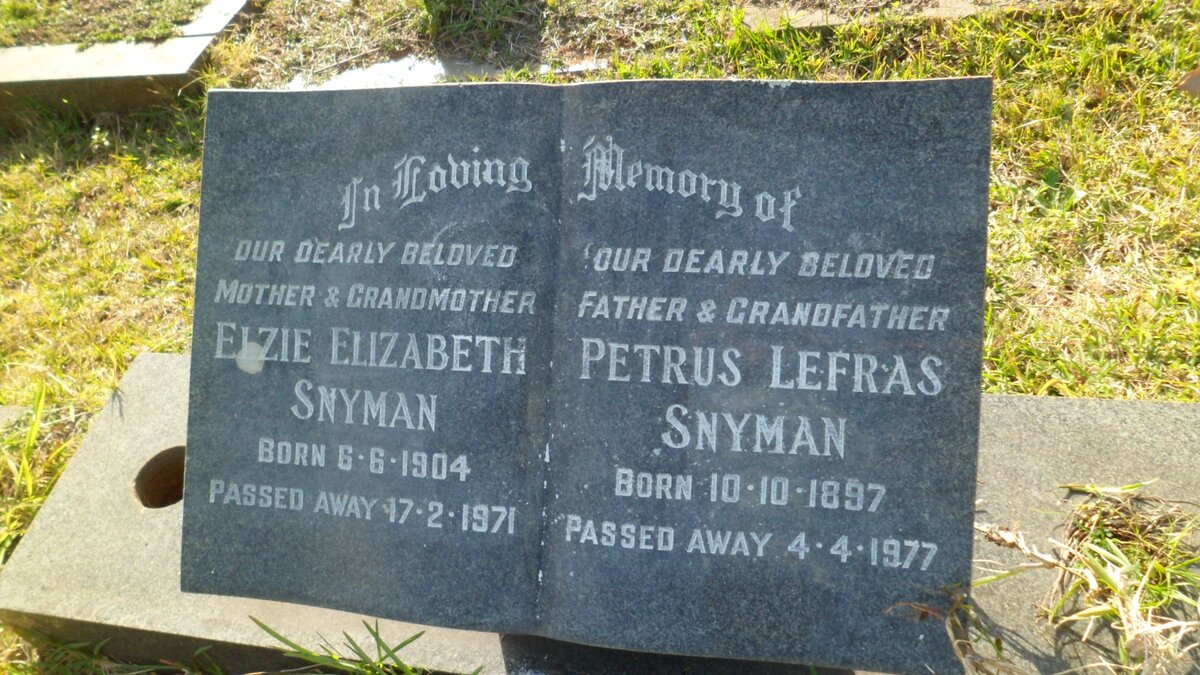 In Loving Memory of
OUR DEARLY BELOVED
MOTHER & GRANDMOTHER
ELZIE ELIZABETH
SNYMAN
BORN 6·6·1904
PASSED AWAY 17·2·1971
OUR DEARLY BELOVED
FATHER & GRANDFATHER
PETRUS LEFRAS
SNYMAN
BORN 10·10·1897
PASSED AWAY 4·4·1977